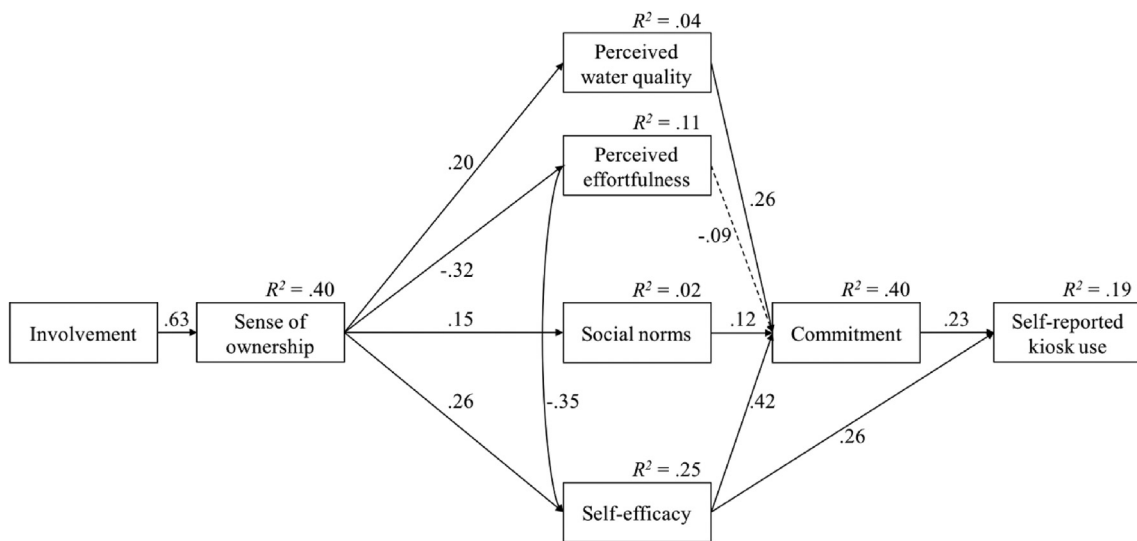 R² = .04
Perceived
water quality
R² = .11
Perceived
effortfulness
.20
.26
-.09
-.32
R² = .40
R² = .02
R² = .40
R² = .19
Involvement
.63
Sense of
ownership
.15
Social norms
.12
Commitment
.23
Self-reported
kiosk use
.26
-.35
.42
.26
R² = .25
Self-efficacy